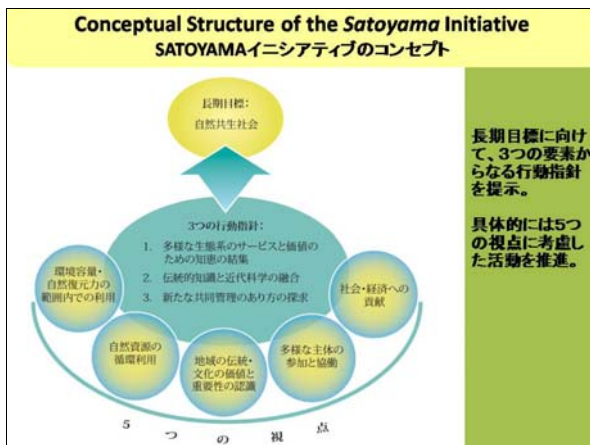 Conceptual Structure of the Satoyama Initiative
SATOYAMAイニシアティブのコンセプト
長期目標:
自然共生社会
3つの行動指針:
1. 多様な生態系のサービスと価値の
ための知恵の結集
2. 伝統的知識と近代科学の融合
3. 新たな共同管理のあり方の探求
環境容量・
自然復元力の
範囲内での利用
自然資源の
循環利用
地域の伝統・
文化の価値と
重要性の認識
多様な主体の
参加と協働
社会・経済への
貢献
5つの視点
長期目標に向け
て、3つの要素か
らなる行動指針
を提示。
具体的には5つ
の視点に考慮し
た活動を推進。